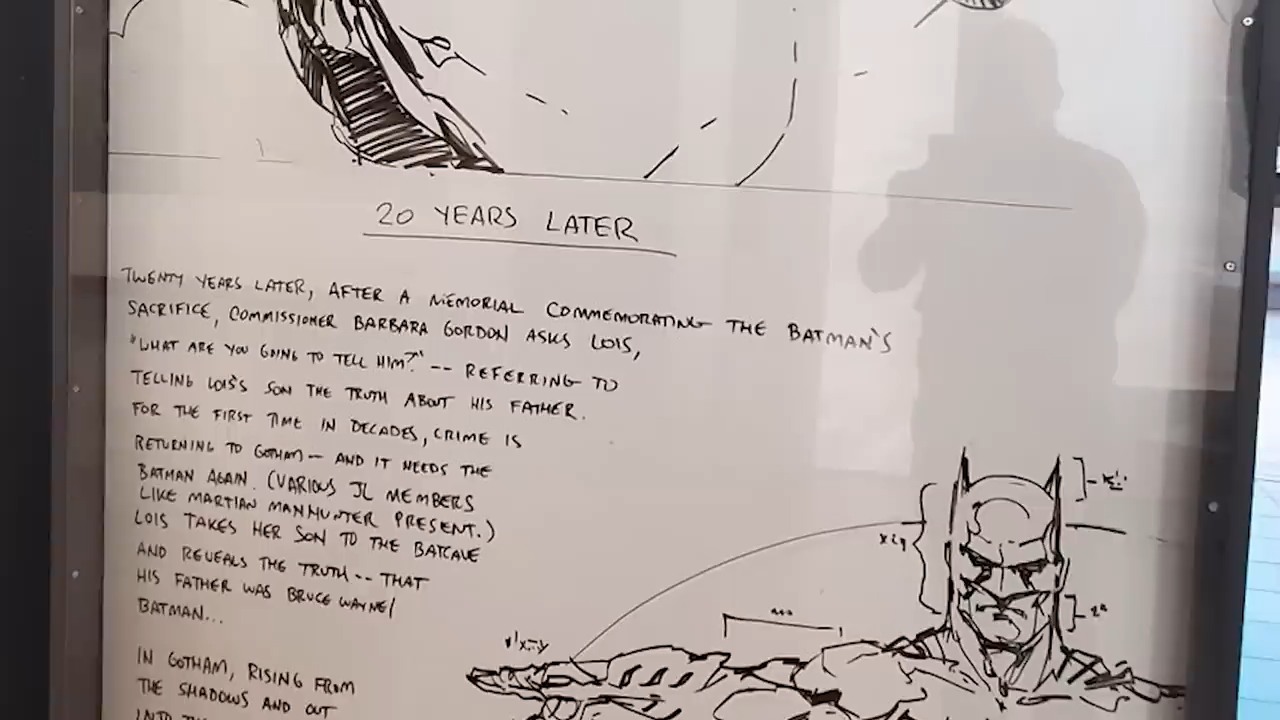 20 YEARS LATER
TWENTY YEARS LATER, AFTER A MEMORIAL COMMEMORATING THE BATMAN'S
SACRIFICE, COMMISSIONER BARBARA GORDON ASKS LOIS,
"WHAT ARE YOU GOING TO TELL HIM?" -- REFERRING TO
TELLING LOIS'S SON THE TRUTH ABOUT HIS FATHER.
FOR THE FIRST TIME IN DECADES, CRIME IS
RETURNING TO GOTHAM -- AND IT NEEDS THE
BATMAN AGAIN. (VARIOUS JL MEMBERS
LIKE MARTIAN MANHUNTER PRESENT.)
LOIS TAKES HER SON TO THE BATCAVE
AND REVEALS THE TRUTH -- THAT
HIS FATHER WAS BRUCE WAYNE/
BATMAN...
IN GOTHAM, RISING FROM
THE SHADOWS AND OUT
INTO